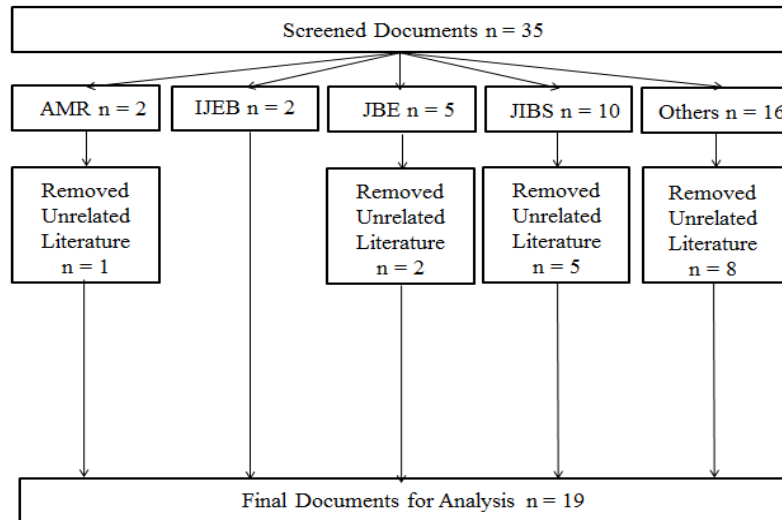 Screened Documents n = 35
AMR n = 2
IJEB n = 2
JBE n = 5
JIBS n = 10
Others n = 16
Removed
Unrelated
Literature
n = 1
Removed
Unrelated
Literature
n = 2
Removed
Unrelated
Literature
n = 5
Removed
Unrelated
Literature
n = 8
Final Documents for Analysis n = 19